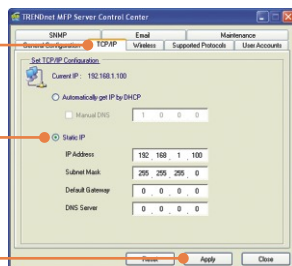 TRENDnet MFP Server Control Center
SNMP Email Maintenance
General Configuration TCP/IP Wireless Supported Protocols User Accounts
Set TCP/IP Configuration
Current IP : 192.168.1.100
Automatically get IP by DHCP
Manual DNS 1 . 0 . 0 . 0
Static IP
IP Address 192 . 168 . 1 . 100
Subnet Mask 255 . 255 . 255 . 0
Default Gateway 0 . 0 . 0 . 0
DNS Server 0 . 0 . 0 . 0
Reset Apply Close